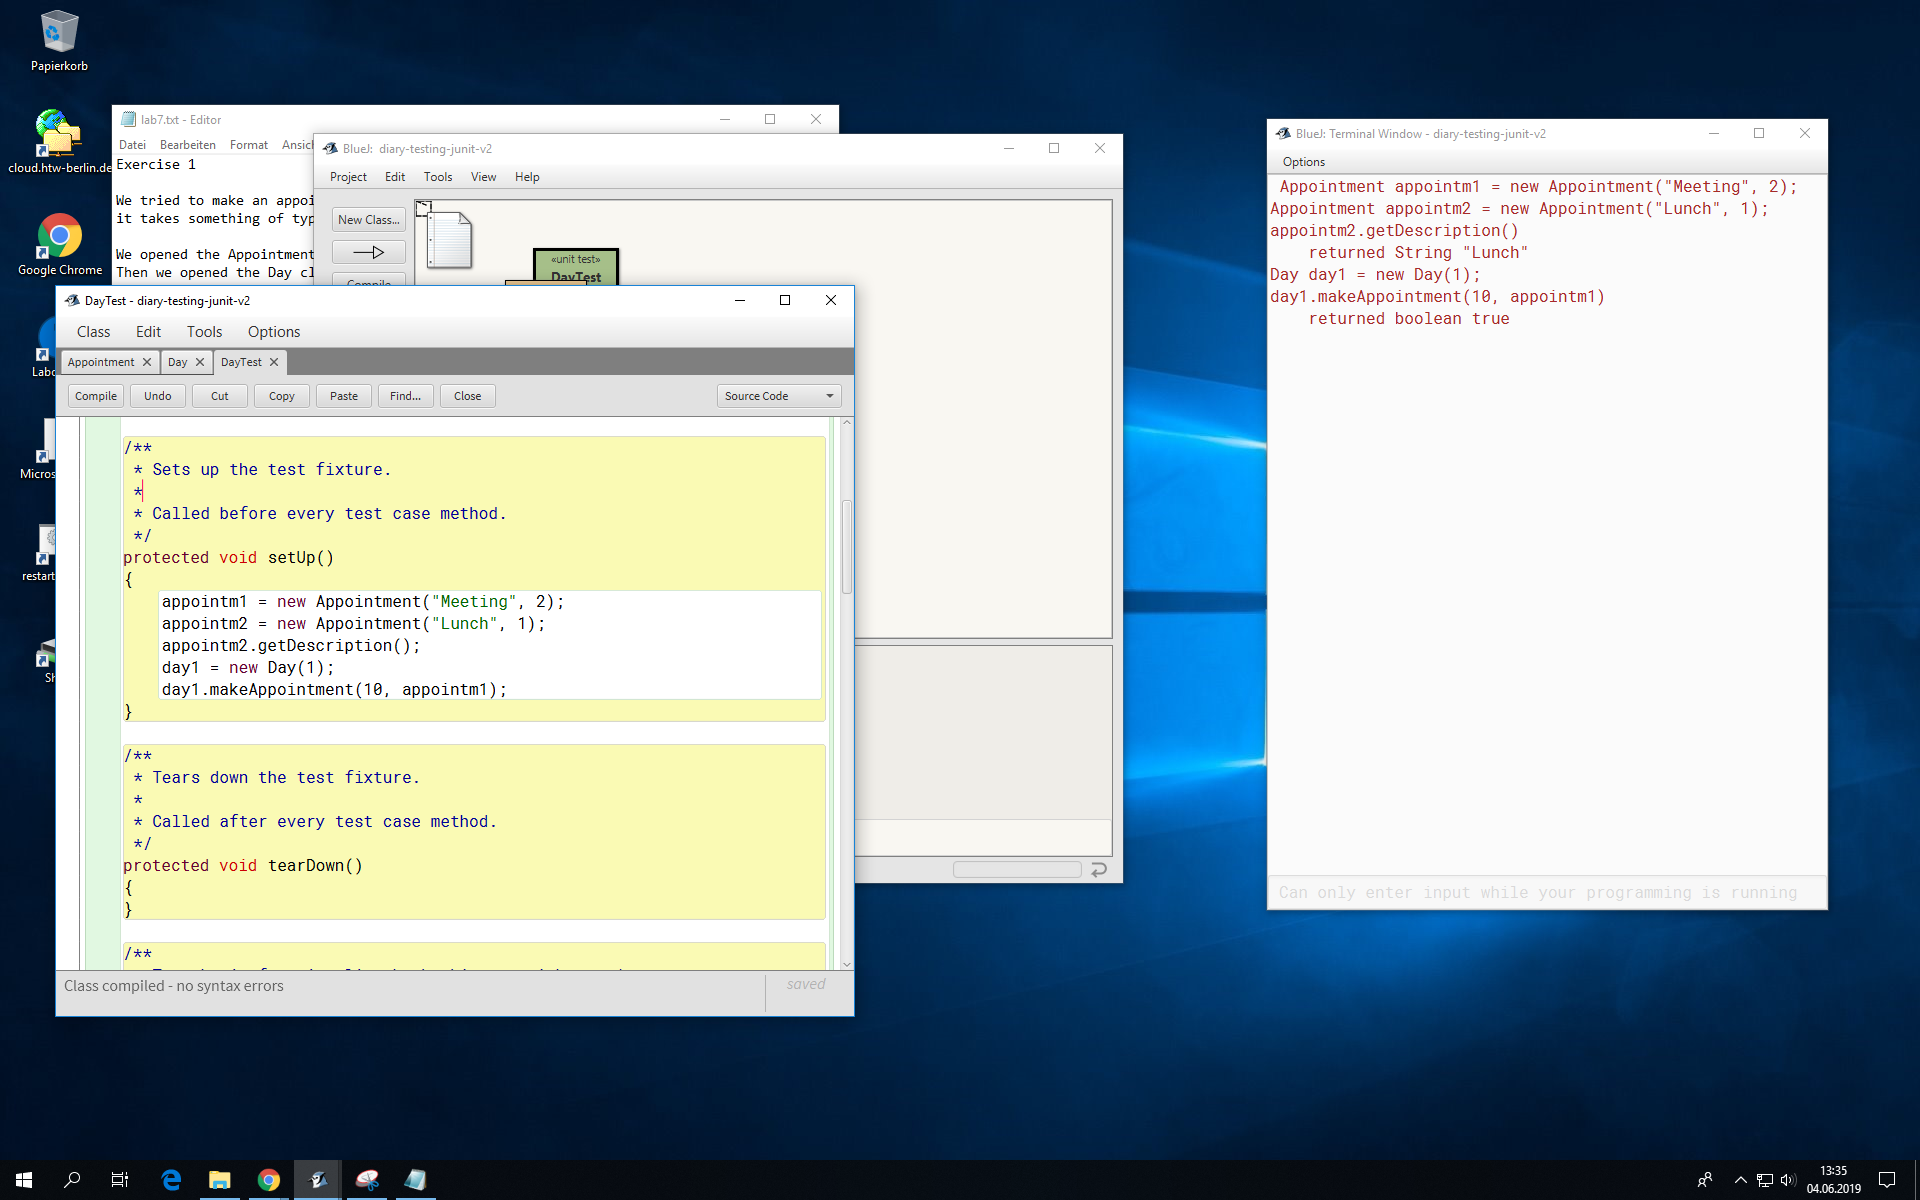 Papierkorb
cloud.htw-berlin.de
Google Chrome
lab7.txt - Editor
Datei Bearbeiten Format
Exercise 1
We tried to make an
it takes something of
We opened the Appointment
Then we opened the Day
BlueJ: diary-testing-junit-v2
Project Edit Tools View Help
New Class...
Compile
«unit test»
DayTest
DayTest - diary-testing-junit-v2
Class Edit Tools Options
Appointment Day DayTest
Compile Undo Cut Copy Paste Find... Close Source Code
/**
* Sets up the test fixture.
*
* Called before every test case method.
*/
protected void setUp()
{
appointm1 = new Appointment("Meeting", 2);
appointm2 = new Appointment("Lunch", 1);
appointm2.getDescription();
day1 = new Day(1);
day1.makeAppointment(10, appointm1);
}
/**
* Tears down the test fixture.
*
* Called after every test case method.
*/
protected void tearDown()
{
}
/**
Class compiled - no syntax errors
saved
BlueJ: Terminal Window - diary-testing-junit-v2
Options
Appointment appointm1 = new Appointment("Meeting", 2);
Appointment appointm2 = new Appointment("Lunch", 1);
appointm2.getDescription()
returned String "Lunch"
Day day1 = new Day(1);
day1.makeAppointment(10, appointm1)
returned boolean true
Can only enter input while your programming is running
13:35
04.06.2019